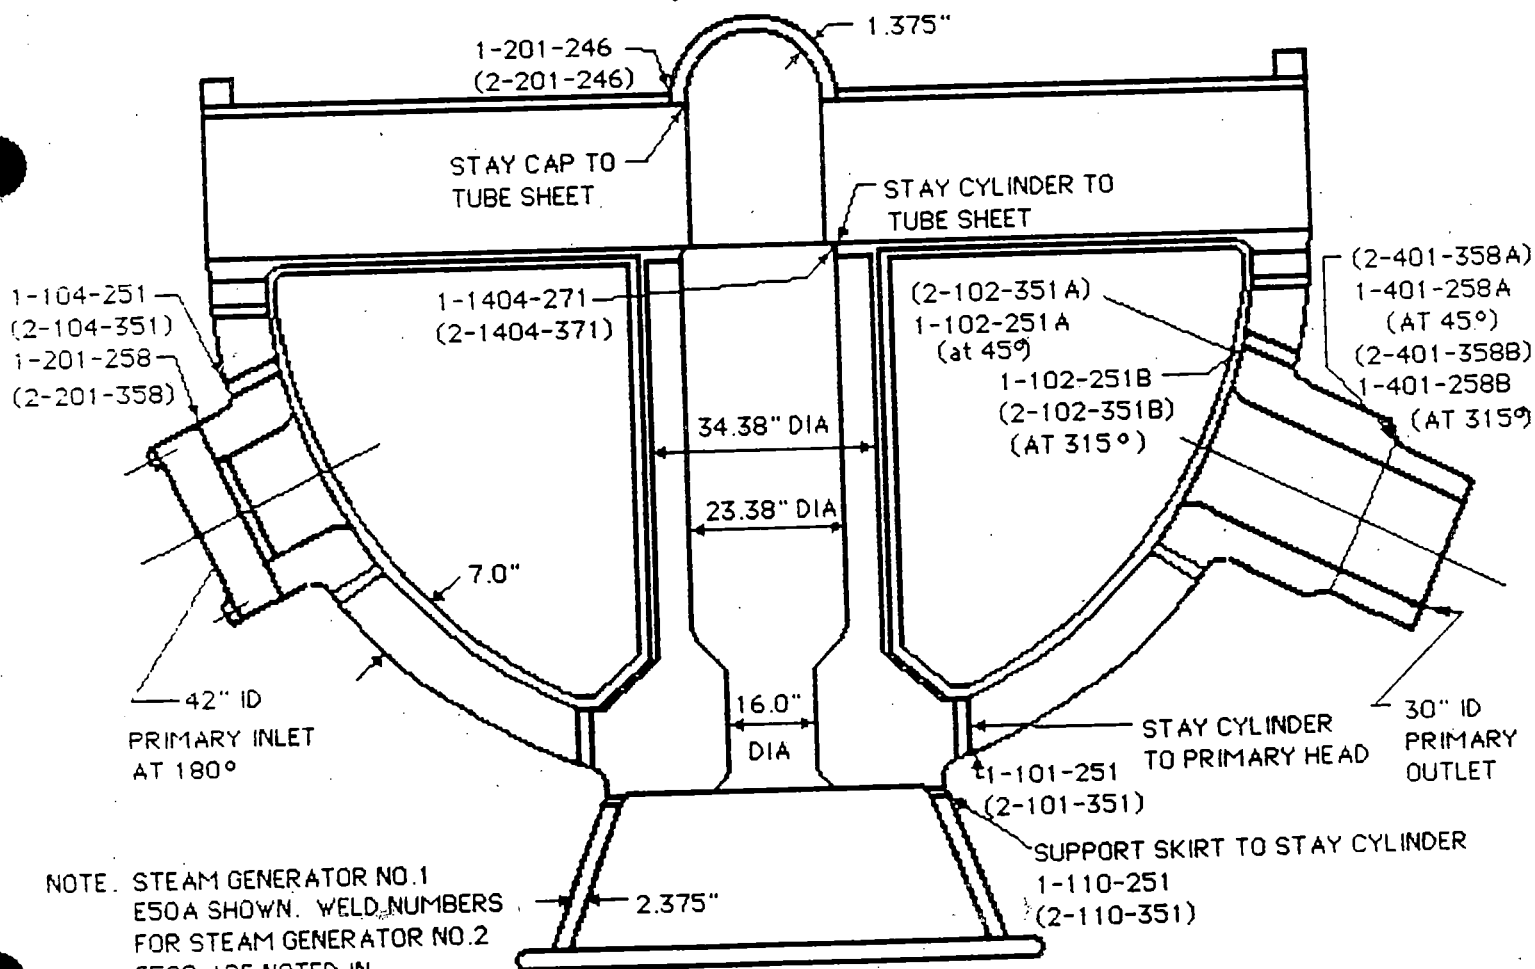 1-201-246
(2-201-246)
1.375"
STAY CAP TO
TUBE SHEET
STAY CYLINDER TO
TUBE SHEET
1-104-251
(2-104-351)
1-201-258
(2-201-358)
1-1404-271
(2-1404-371)
(2-102-351A)
1-102-251A
(at 45°)
1-102-251B
(2-102-351B)
(AT 315°)
(2-401-358A)
1-401-258A
(AT 45°)
(2-401-358B)
1-401-258B
(AT 315°)
34.38" DIA
23.38" DIA
7.0"
16.0"
DIA
42" ID
PRIMARY INLET
AT 180°
STAY CYLINDER
TO PRIMARY HEAD
30" ID
PRIMARY
OUTLET
1-101-251
(2-101-351)
SUPPORT SKIRT TO STAY CYLINDER
1-110-251
(2-110-351)
2.375"
NOTE. STEAM GENERATOR NO.1
E50A SHOWN. WELD NUMBERS
FOR STEAM GENERATOR NO.2
ARE NOTED IN